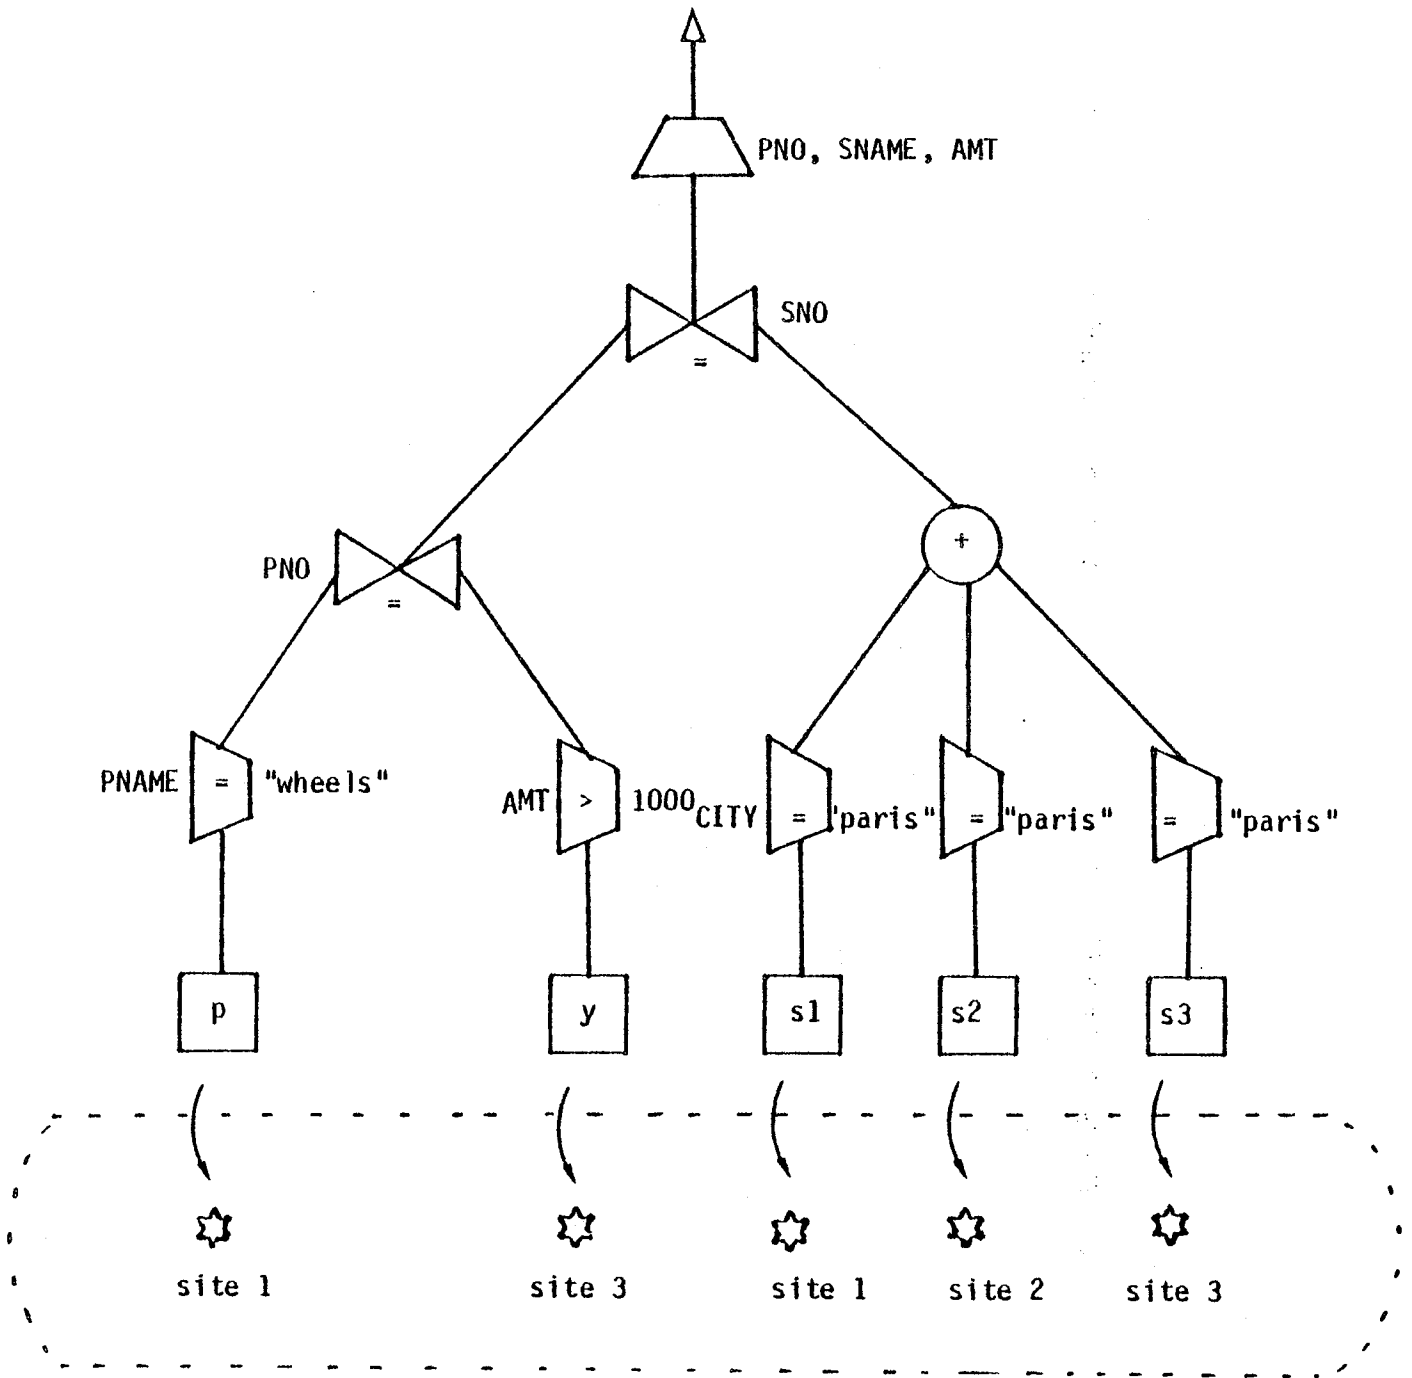 PNO, SNAME, AMT
SNO
=
+
PNO
=
PNAME = "wheels"
AMT > 1000
CITY = "paris"
= "paris"
= "paris"
p
y
s1
s2
s3
site 1
site 3
site 1
site 2
site 3